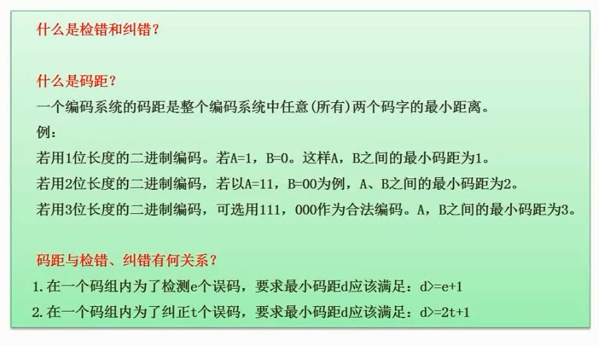 什么是检错和纠错？
什么是码距？
一个编码系统的码距是整个编码系统中任意(所有)两个码字的最小距离。
例：
若用1位长度的二进制编码。若A=1，B=0。这样A，B之间的最小码距为1。
若用2位长度的二进制编码，若以A=11，B=00为例，A、B之间的最小码距为2。
若用3位长度的二进制编码，可选用111，000作为合法编码。A，B之间的最小码距为3。
码距与检错、纠错有何关系？
1.在一个码组内为了检测e个误码，要求最小码距d应该满足：d>=e+1
2.在一个码组内为了纠正t个误码，要求最小码距d应该满足：d>=2t+1